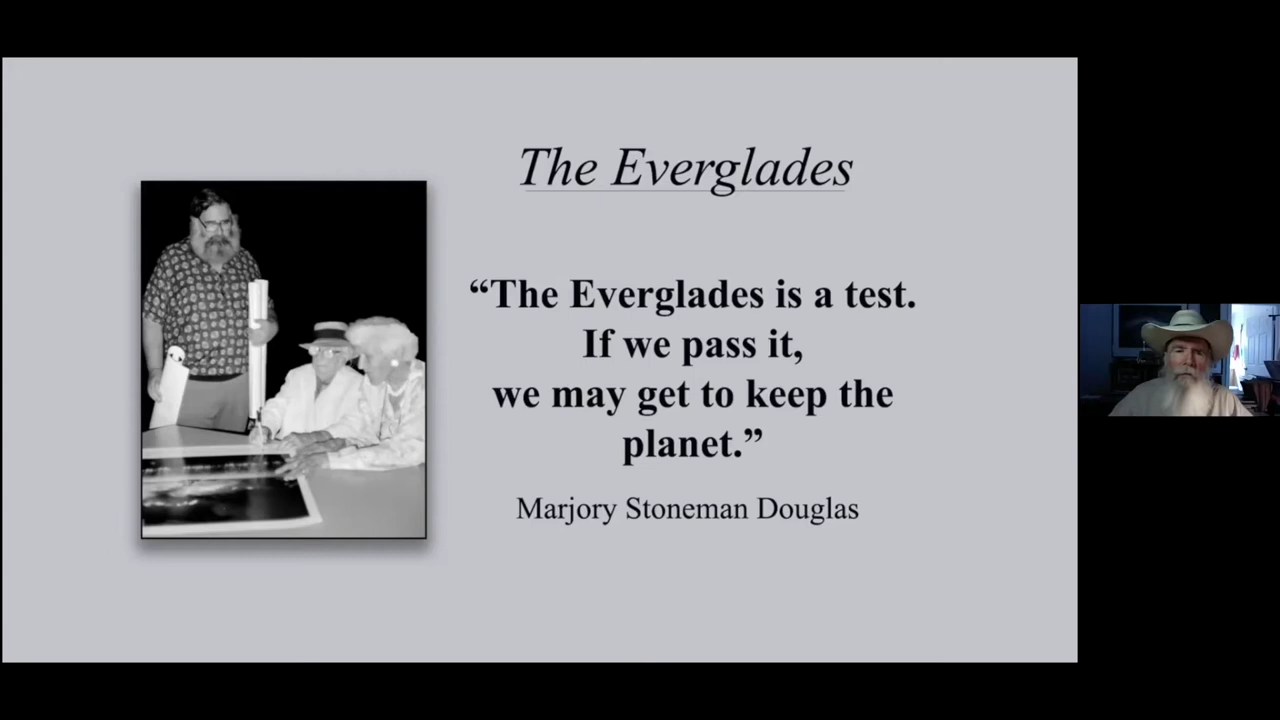 The Everglades
“The Everglades is a test.
If we pass it,
we may get to keep the
planet.”
Marjory Stoneman Douglas